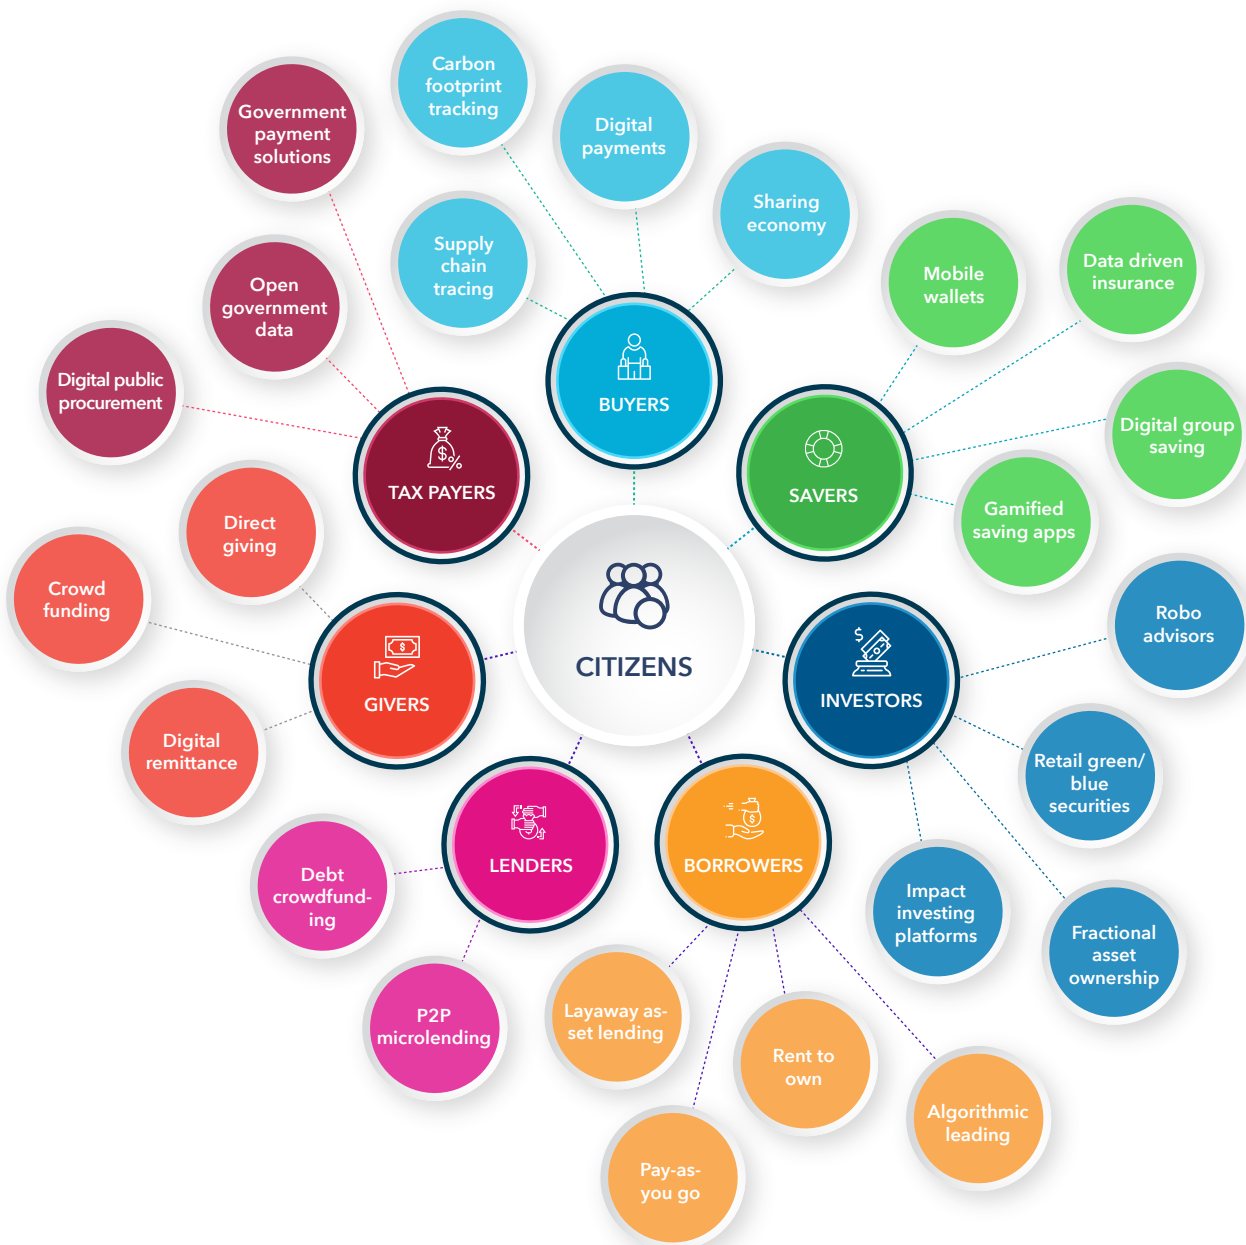 Carbon
footprint
tracking
Government
payment
solutions
Digital
payments
Sharing
economy
Supply
chain
tracing
Mobile
wallets
Data driven
insurance
Open
government
data
Digital public
procurement
BUYERS
TAX PAYERS
SAVERS
Digital group
saving
Gamified
saving apps
Direct
giving
Crowd
funding
CITIZENS
Robo
advisors
GIVERS
INVESTORS
Digital
remittance
Retail green/
blue
securities
LENDERS
BORROWERS
Debt
crowdfund-
ing
Impact
investing
platforms
Fractional
asset
ownership
P2P
microlending
Layaway as-
set lending
Rent to
own
Algorithmic
leading
Pay-as-
you go